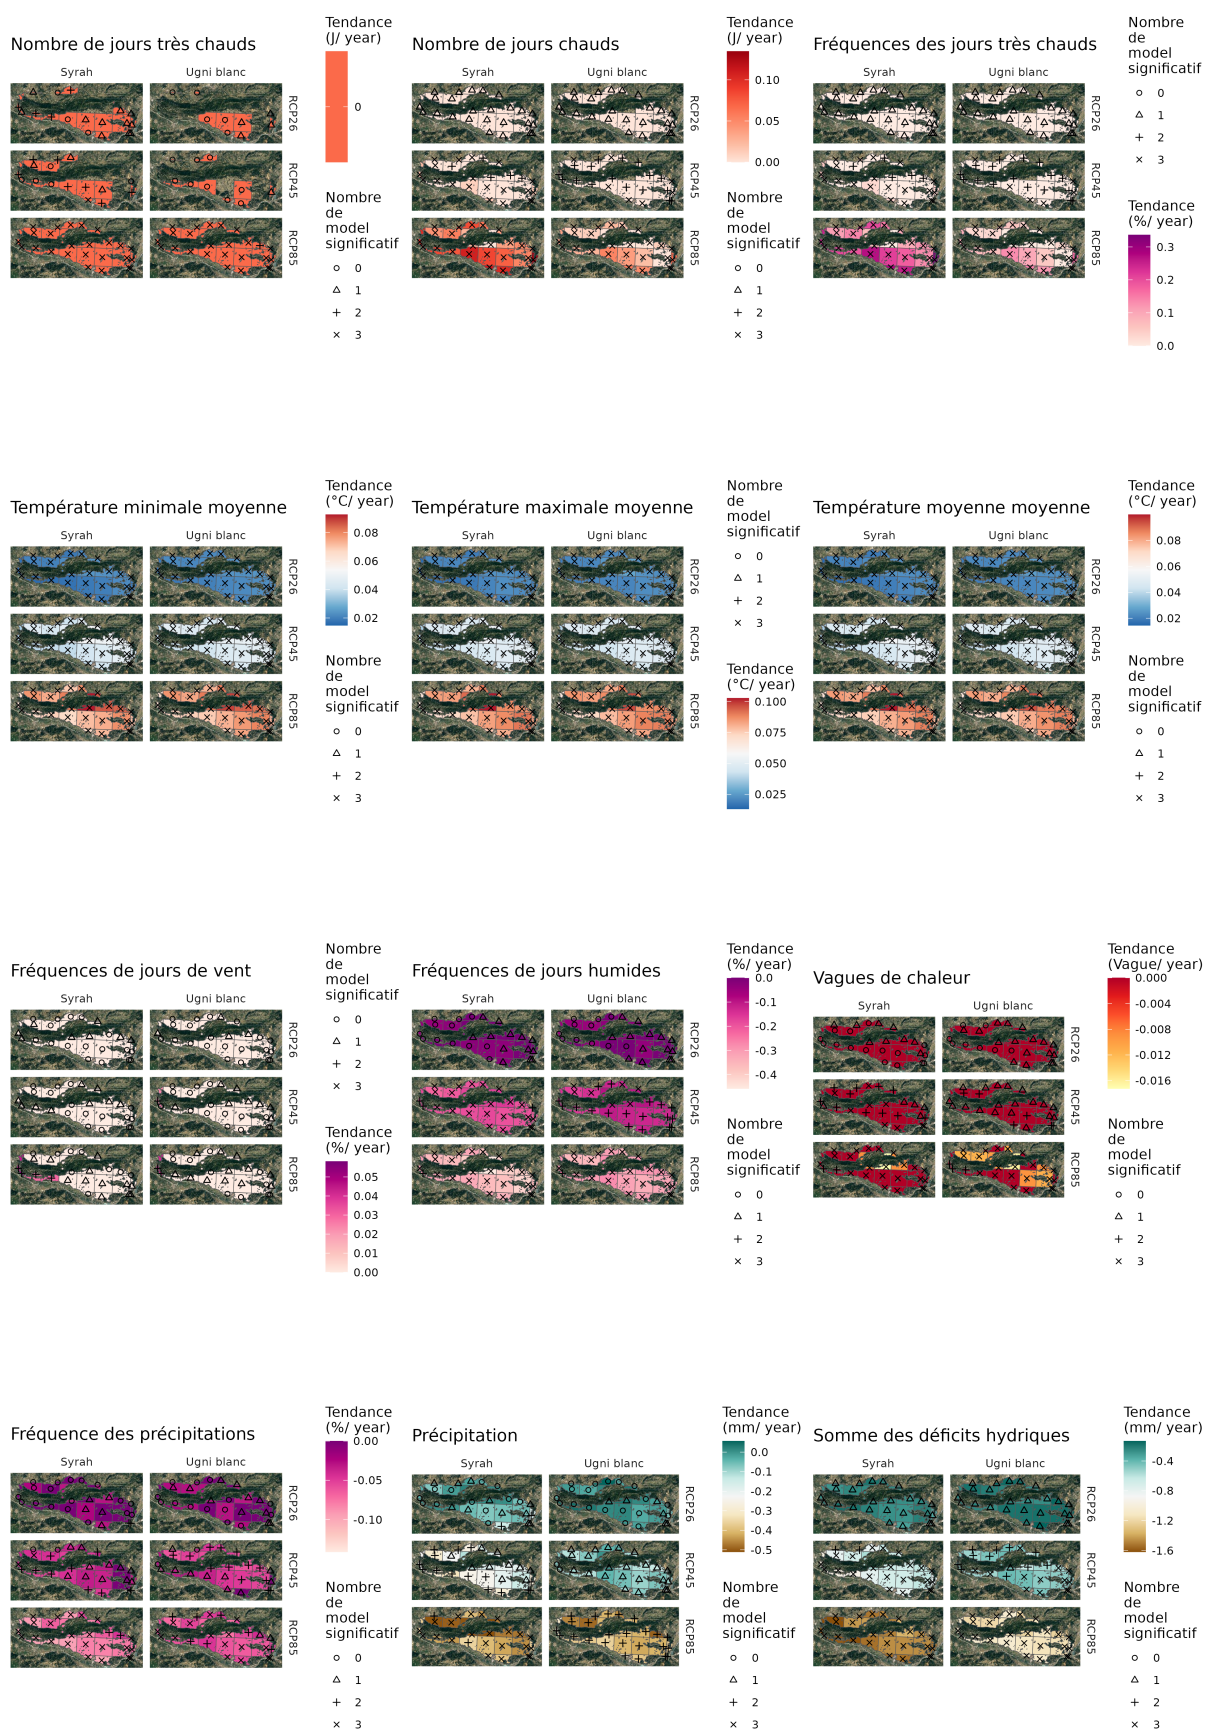 Nombre de jours très chauds
Syrah
Ugni blanc
RCP26
RCP45
RCP85
Tendance
(J/ year)
0
Nombre
de
model
significatif
0
1
2
3
Nombre de jours chauds
Syrah
Ugni blanc
RCP26
RCP45
RCP85
Tendance
(J/ year)
0.10
0.05
0.00
Nombre
de
model
significatif
0
1
2
3
Fréquences des jours très chauds
Syrah
Ugni blanc
RCP26
RCP45
RCP85
Nombre
de
model
significatif
0
1
2
3
Tendance
(%/ year)
0.3
0.2
0.1
0.0
Température minimale moyenne
Syrah
Ugni blanc
RCP26
RCP45
RCP85
Tendance
(°C/ year)
0.08
0.06
0.04
0.02
Nombre
de
model
significatif
0
1
2
3
Température maximale moyenne
Syrah
Ugni blanc
RCP26
RCP45
RCP85
Nombre
de
model
significatif
0
1
2
3
Tendance
(°C/ year)
0.100
0.075
0.050
0.025
Température moyenne moyenne
Syrah
Ugni blanc
RCP26
RCP45
RCP85
Tendance
(°C/ year)
0.08
0.06
0.04
0.02
Nombre
de
model
significatif
0
1
2
3
Fréquences de jours de vent
Syrah
Ugni blanc
RCP26
RCP45
RCP85
Nombre
de
model
significatif
0
1
2
3
Tendance
(%/ year)
0.05
0.04
0.03
0.02
0.01
0.00
Fréquences de jours humides
Syrah
Ugni blanc
RCP26
RCP45
RCP85
Tendance
(%/ year)
0.0
-0.1
-0.2
-0.3
-0.4
Nombre
de
model
significatif
0
1
2
3
Vagues de chaleur
Syrah
Ugni blanc
RCP26
RCP45
RCP85
Tendance
(Vague/ year)
0.000
-0.004
-0.008
-0.012
-0.016
Nombre
de
model
significatif
0
1
2
3
Fréquence des précipitations
Syrah
Ugni blanc
RCP26
RCP45
RCP85
Tendance
(%/ year)
0.00
-0.05
-0.10
Nombre
de
model
significatif
0
1
2
3
Précipitation
Syrah
Ugni blanc
RCP26
RCP45
RCP85
Tendance
(mm/ year)
0.0
-0.1
-0.2
-0.3
-0.4
-0.5
Nombre
de
model
significatif
0
1
2
3
Somme des déficits hydriques
Syrah
Ugni blanc
RCP26
RCP45
RCP85
Tendance
(mm/ year)
-0.4
-0.8
-1.2
-1.6
Nombre
de
model
significatif
0
1
2
3